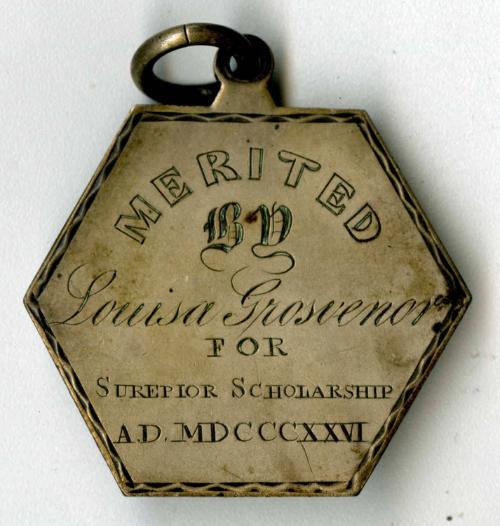 MERITED
By
Louisa Grosvenor
FOR
SUREPIOR SCHOLARSHIP
A.D. MDCCCXXVI